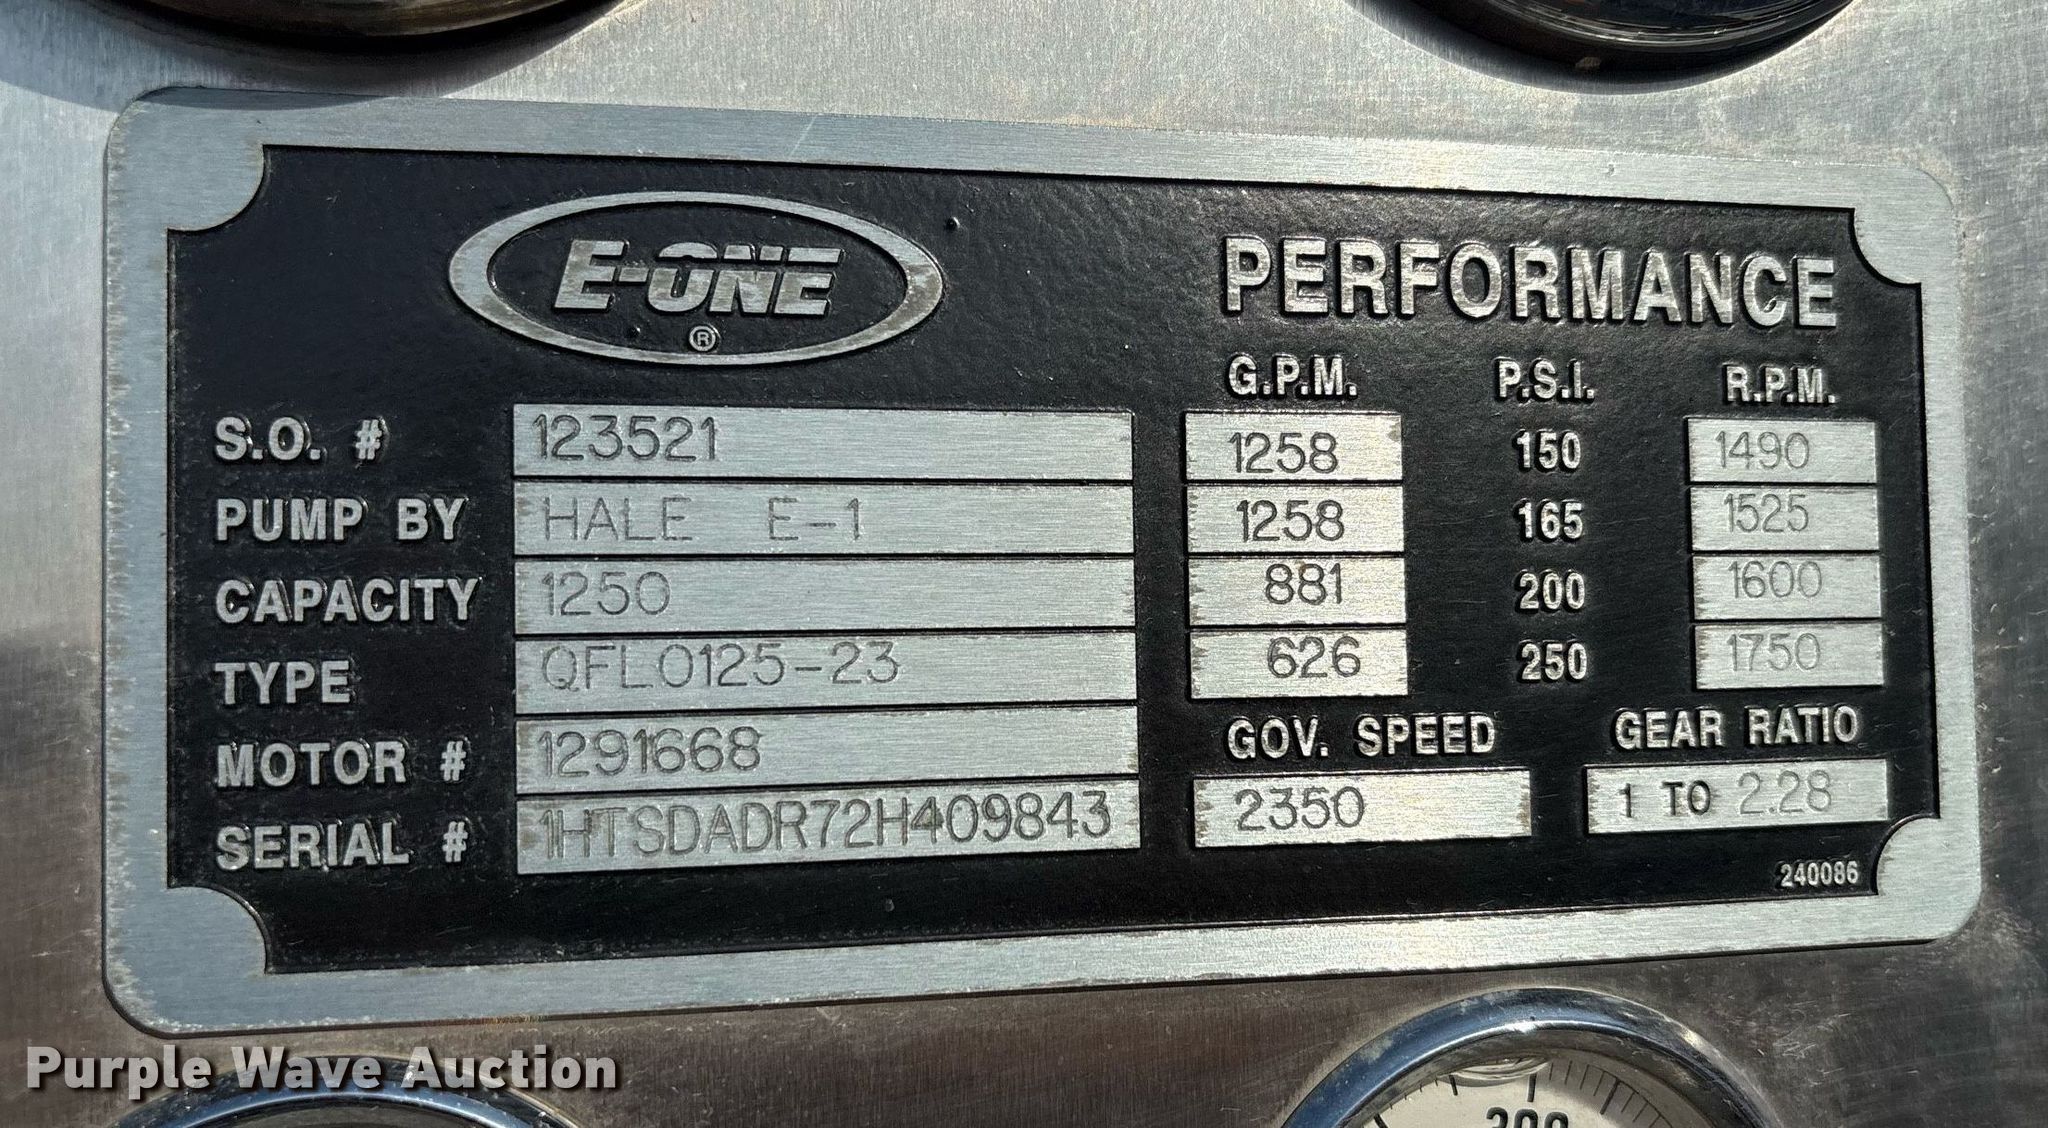 E-ONE
®
S.O. # 123521
PUMP BY HALE E-1
CAPACITY 1250
TYPE QFLO125-23
MOTOR # 1291668
SERIAL # 1HTSDADR72H409843
PERFORMANCE
G.P.M. P.S.I. R.P.M.
1258 150 1490
1258 165 1525
881 200 1600
626 250 1750
GOV. SPEED GEAR RATIO
2350 1 TO 2.28
240086
Purple Wave Auction